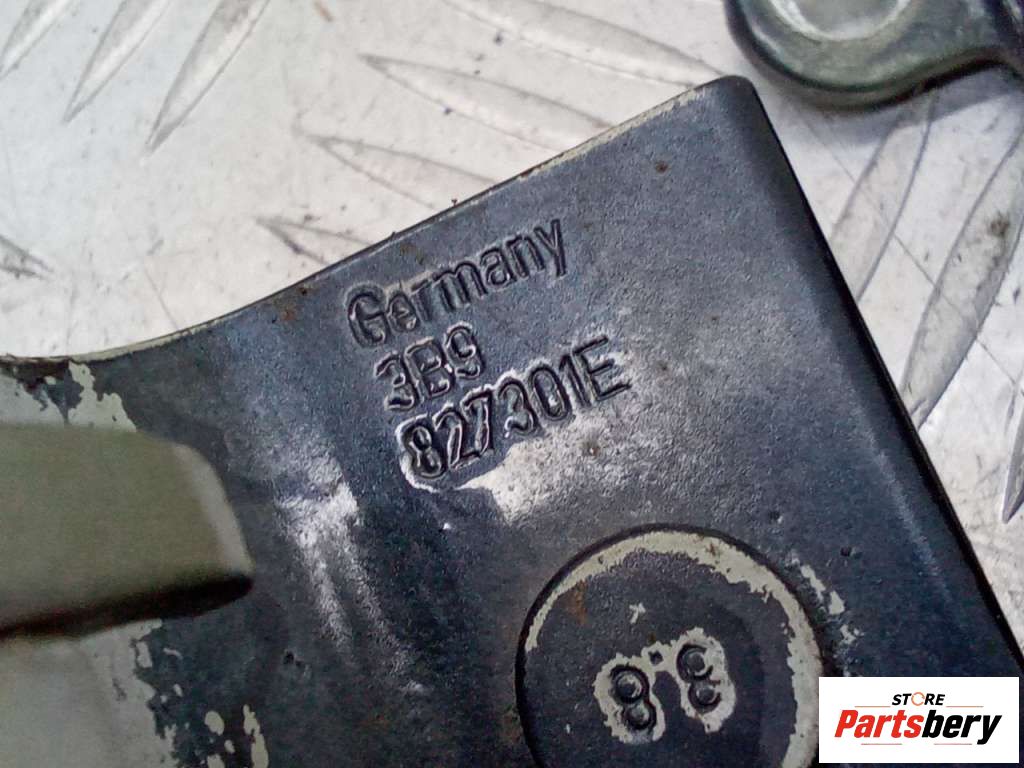 Germany
3B9
827301E
8.8
STORE
Partsbery